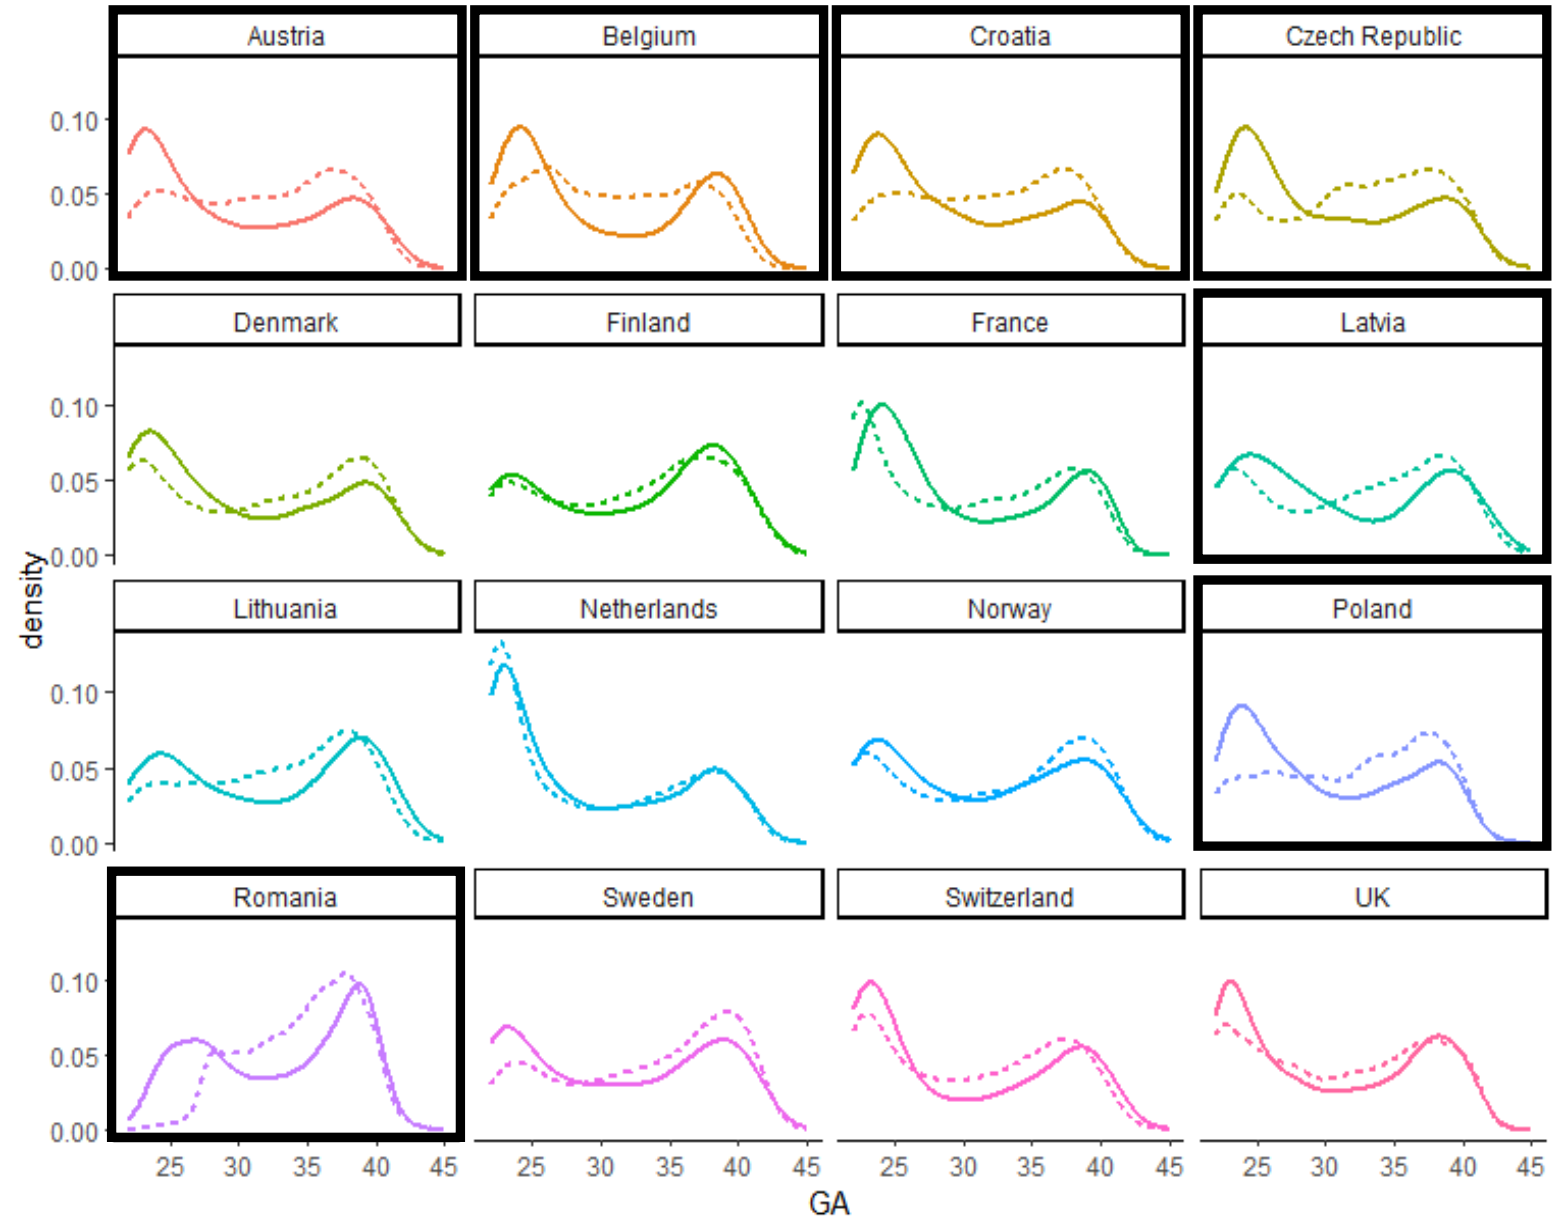 Austria Belgium Croatia Czech Republic
0.10
0.05
0.00
Denmark Finland France Latvia
0.10
0.05
0.00
density
Lithuania Netherlands Norway Poland
0.10
0.05
0.00
Romania Sweden Switzerland UK
0.10
0.05
0.00
25 30 35 40 45 25 30 35 40 45 25 30 35 40 45 25 30 35 40 45
GA